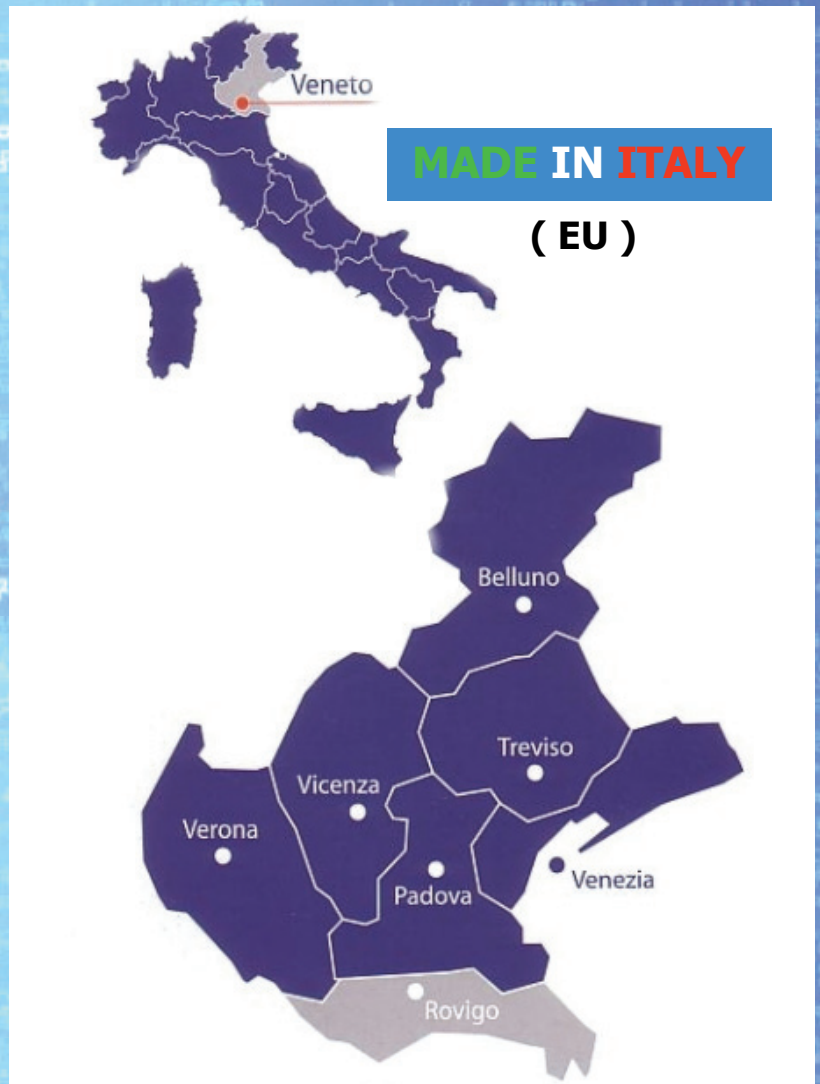 Veneto
MADE IN ITALY
( EU )
Belluno
Treviso
Vicenza
Verona
Venezia
Padova
Rovigo